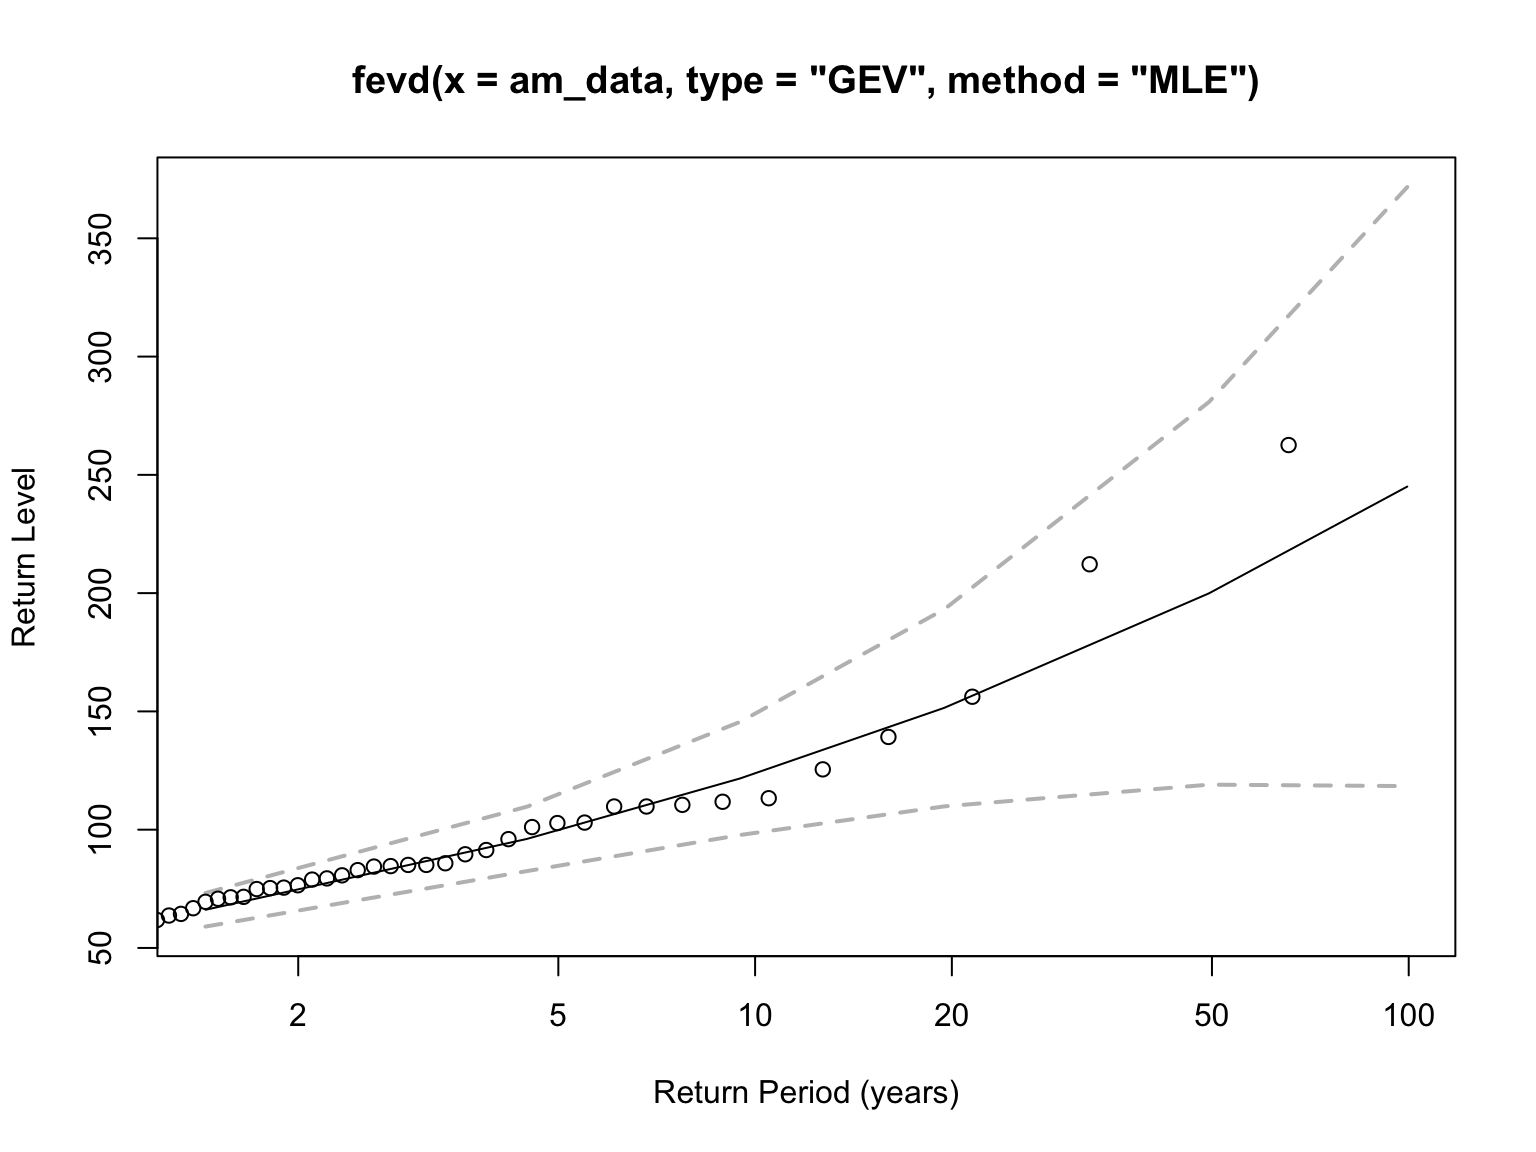 fevd(x = am_data, type = "GEV", method = "MLE")
Return Level
350
300
250
200
150
100
50
2 5 10 20 50 100
Return Period (years)